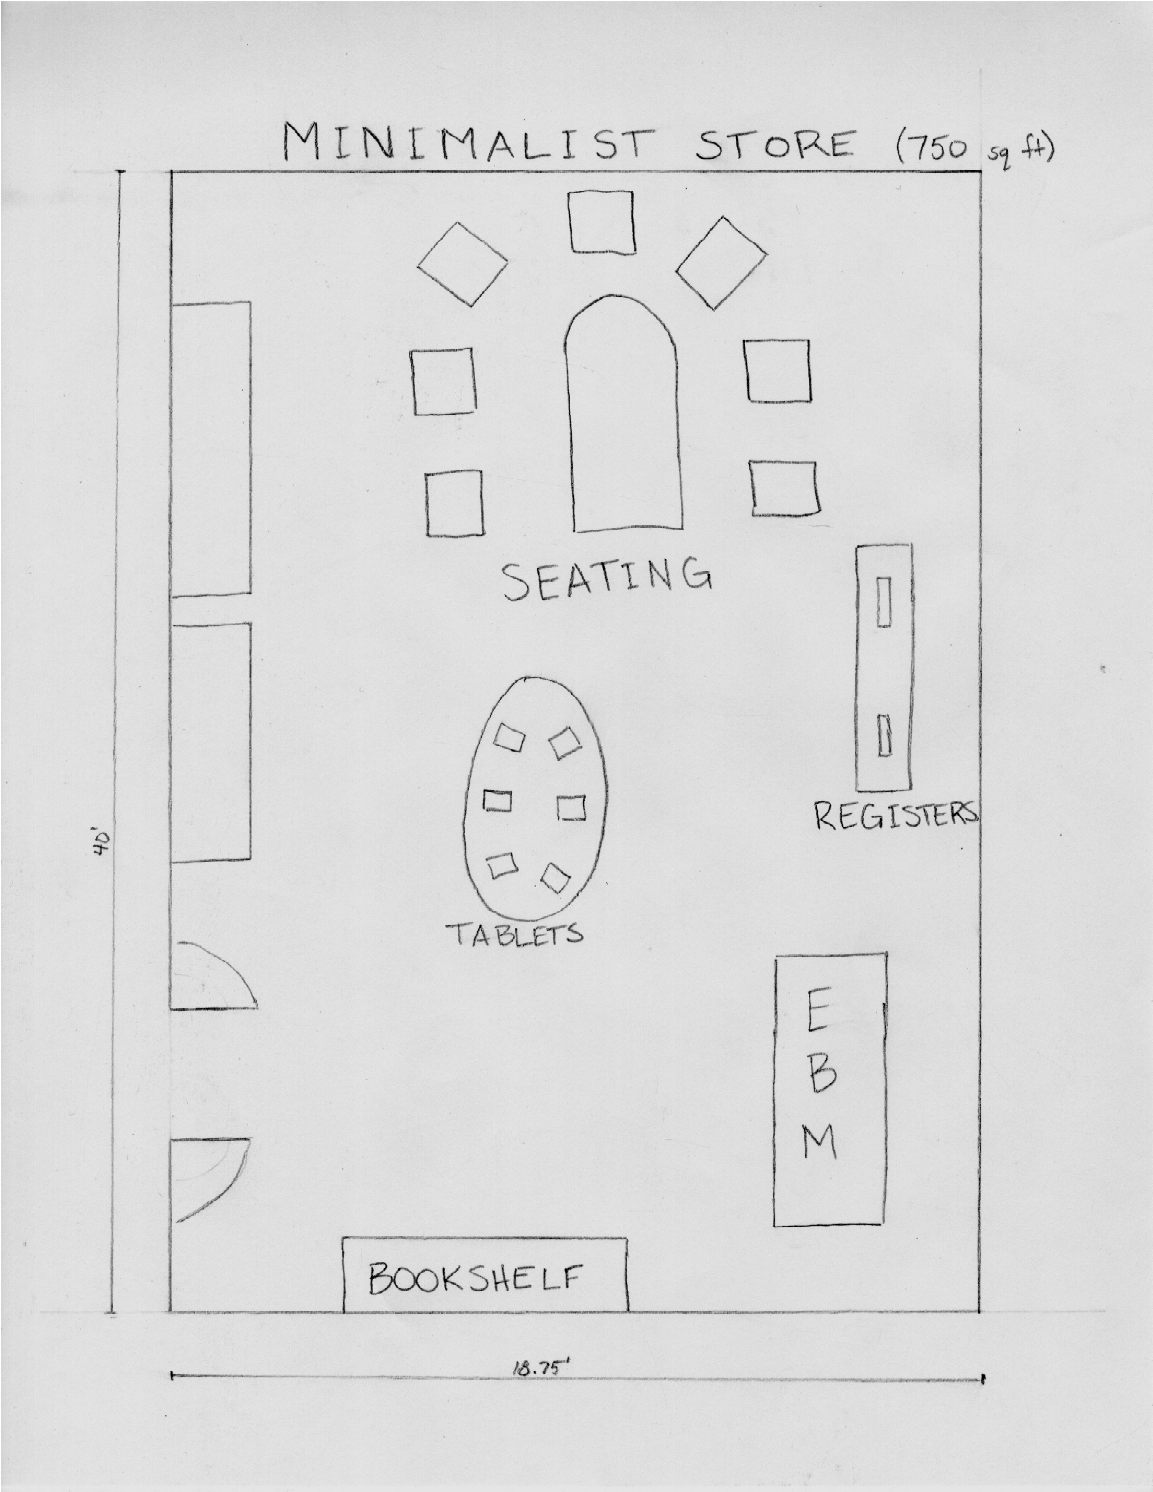 MINIMALIST STORE (750 sq ft)
SEATING
REGISTERS
40'
TABLETS
E
B
M
BOOKSHELF
18.75'